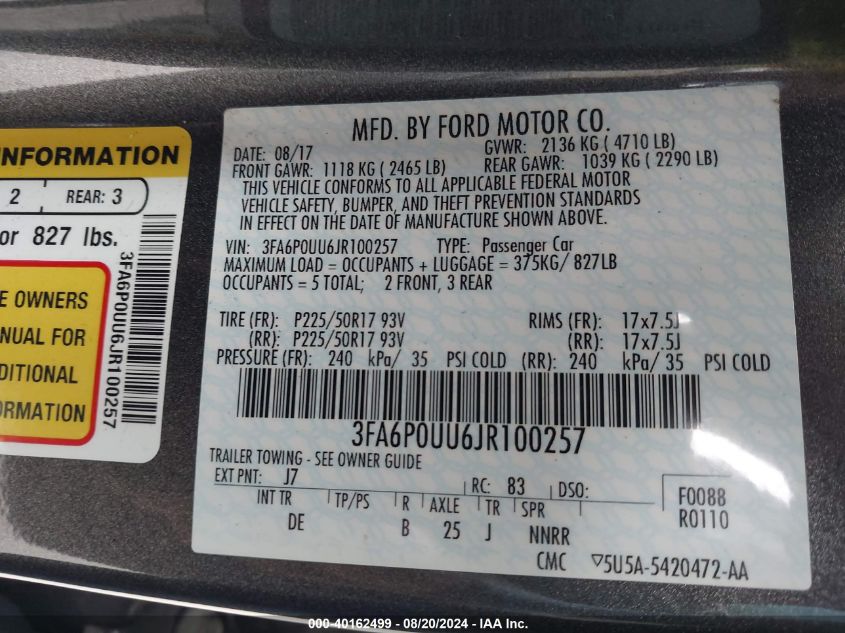 INFORMATION
2 REAR: 3
or 827 lbs.
E OWNERS
NUAL FOR
DITIONAL
ORMATION
3FA6P0UU6JR100257
MFD. BY FORD MOTOR CO.
DATE: 08/17 GVWR: 2136 KG ( 4710 LB)
FRONT GAWR: 1118 KG ( 2465 LB) REAR GAWR: 1039 KG ( 2290 LB)
THIS VEHICLE CONFORMS TO ALL APPLICABLE FEDERAL MOTOR
VEHICLE SAFETY, BUMPER, AND THEFT PREVENTION STANDARDS
IN EFFECT ON THE DATE OF MANUFACTURE SHOWN ABOVE.
VIN: 3FA6P0UU6JR100257 TYPE: Passenger Car
MAXIMUM LOAD = OCCUPANTS + LUGGAGE = 375KG/ 827LB
OCCUPANTS = 5 TOTAL; 2 FRONT, 3 REAR
TIRE (FR): P225/50R17 93V RIMS (FR): 17x7.5J
(RR): P225/50R17 93V (RR): 17x7.5J
PRESSURE (FR): 240 kPa/ 35 PSI COLD (RR): 240 kPa/ 35 PSI COLD
3FA6P0UU6JR100257
TRAILER TOWING - SEE OWNER GUIDE
EXT PNT: J7 RC: 83 DSO:
INT TR TP/PS R AXLE TR SPR F0088
DE B 25 J NNRR R0110
CMC ▽5U5A-5420472-AA
000-40162499 - 08/20/2024 - IAA Inc.